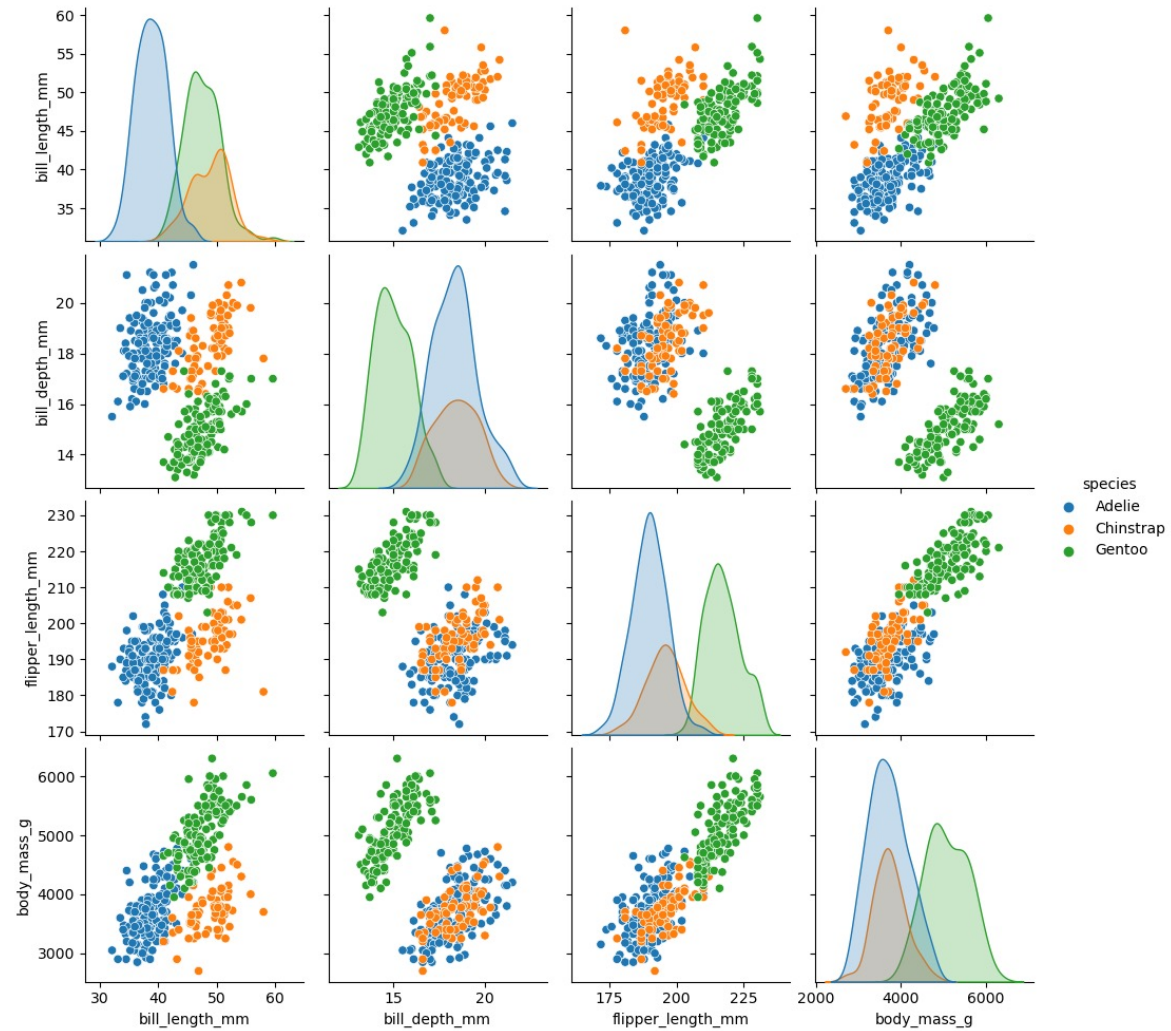 60
55
50
45
40
35
bill_length_mm
20
18
16
14
bill_depth_mm
230
220
210
200
190
180
170
flipper_length_mm
6000
5000
4000
3000
body_mass_g
30 40 50 60
bill_length_mm
15 20
bill_depth_mm
175 200 225
flipper_length_mm
2000 4000 6000
body_mass_g
species
Adelie
Chinstrap
Gentoo